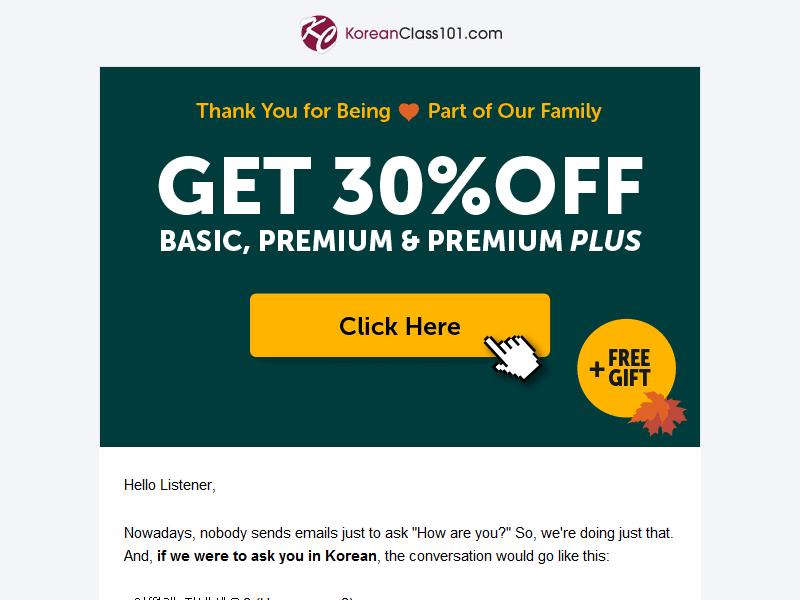 KoreanClass101.com
Thank You for Being Part of Our Family
GET 30%OFF
BASIC, PREMIUM & PREMIUM PLUS
Click Here
+ FREE
GIFT
Hello Listener,
Nowadays, nobody sends emails just to ask "How are you?" So, we're doing just that.
And, if we were to ask you in Korean, the conversation would go like this: